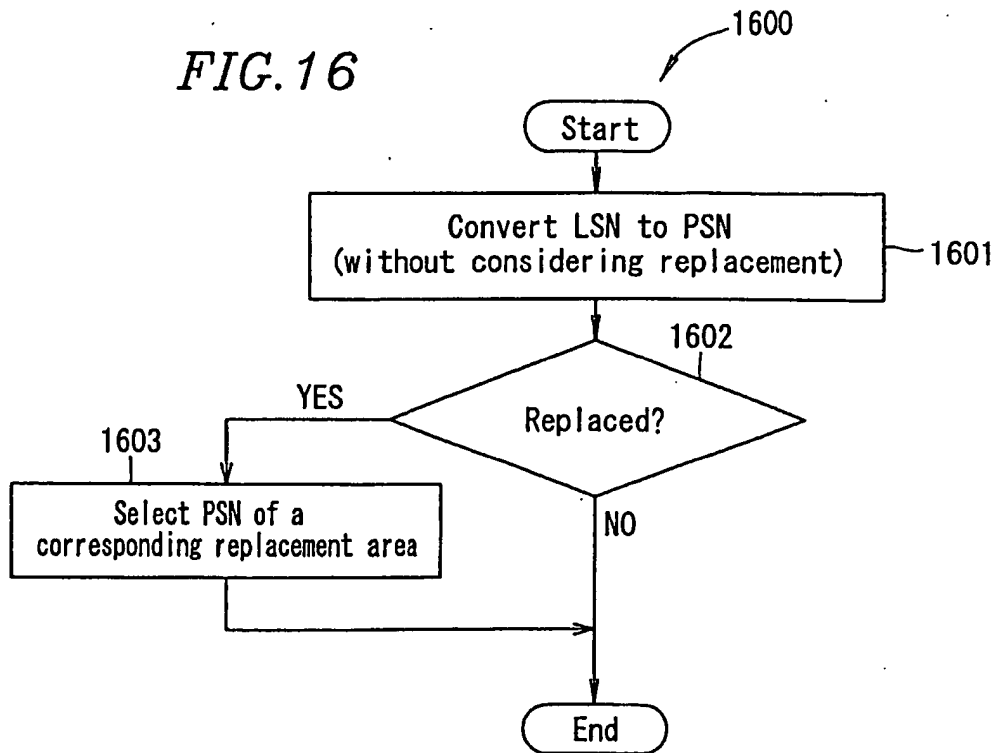 FIG.16
1600
Start
Convert LSN to PSN
(without considering replacement)
1601
1602
Replaced?
YES
NO
1603
Select PSN of a
corresponding replacement area
End